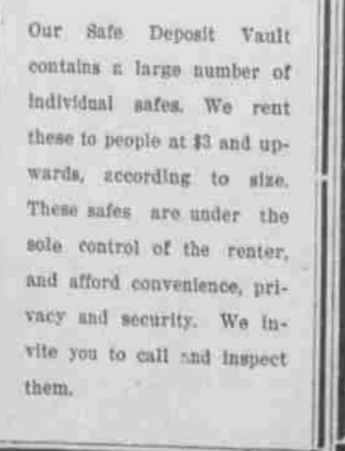 Our Safe Deposit Vault
contains a large number of
individual safes. We rent
these to people at $3 and up-
wards, according to size.
These safes are under the
sole control of the renter,
and afford convenience, pri-
vacy and security. We in-
vite you to call and inspect
them.